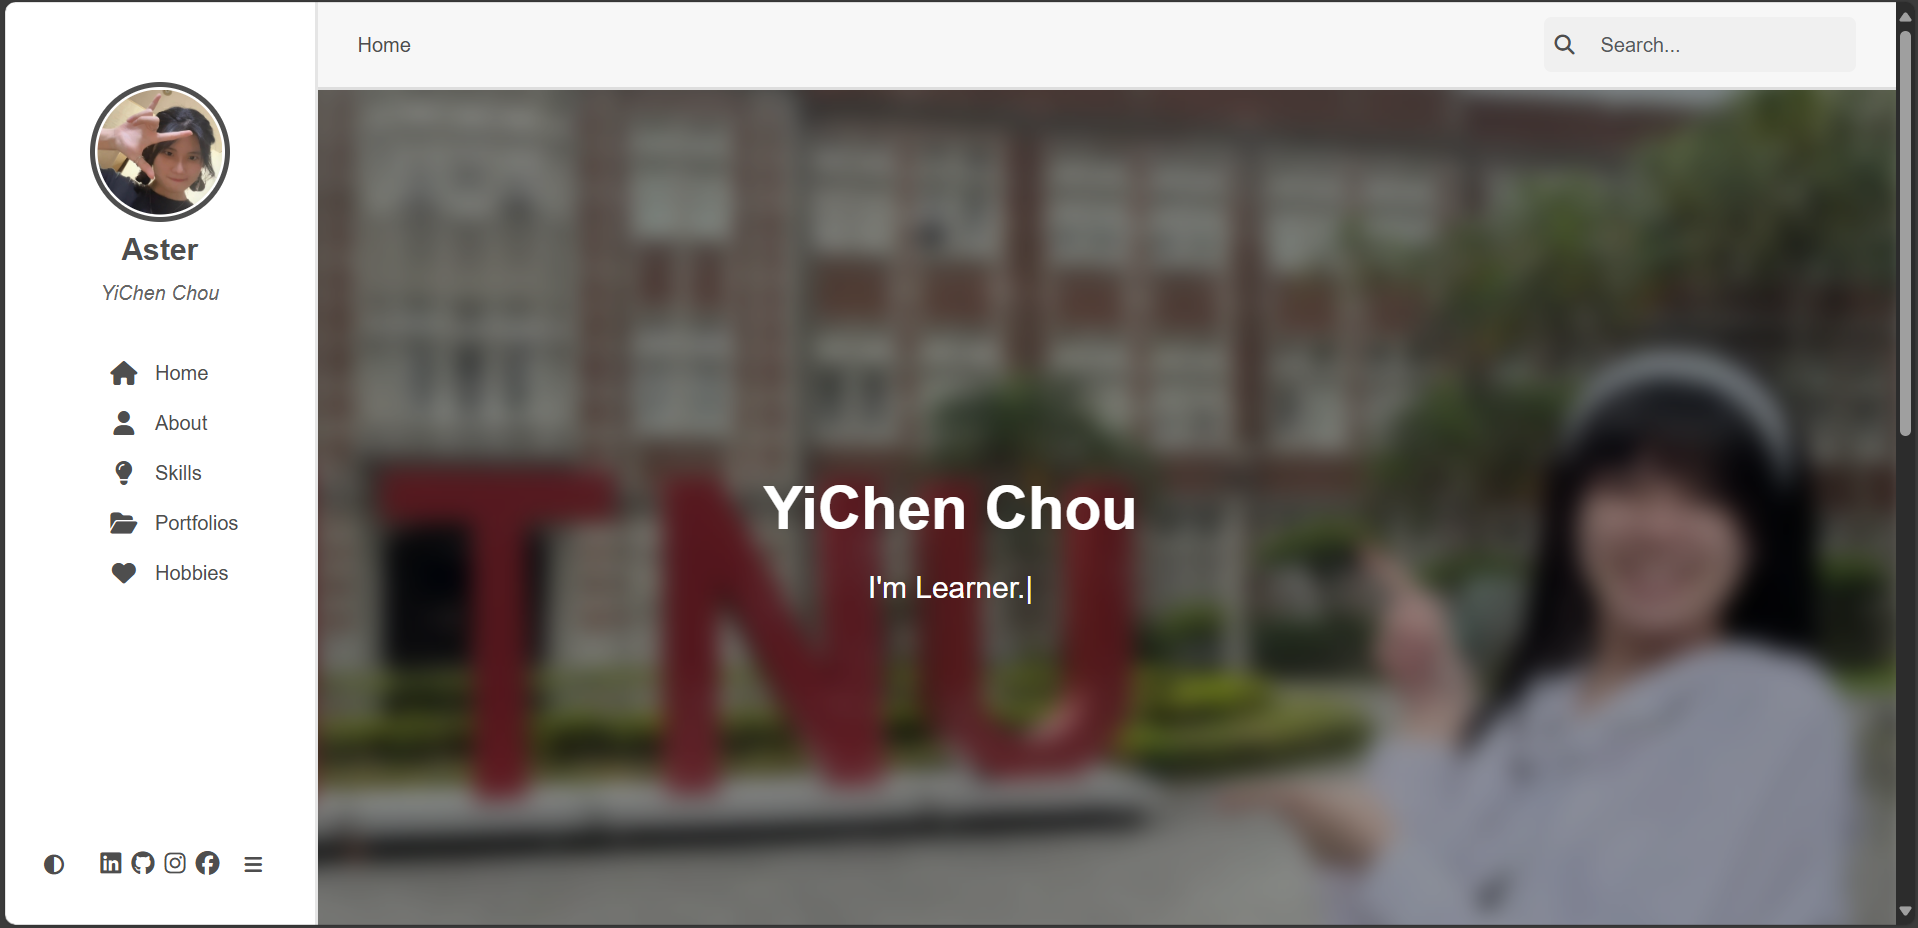 Aster
YiChen Chou
Home
About
Skills
Portfolios
Hobbies
Home
Search...
TNU
YiChen Chou
I'm Learner.|